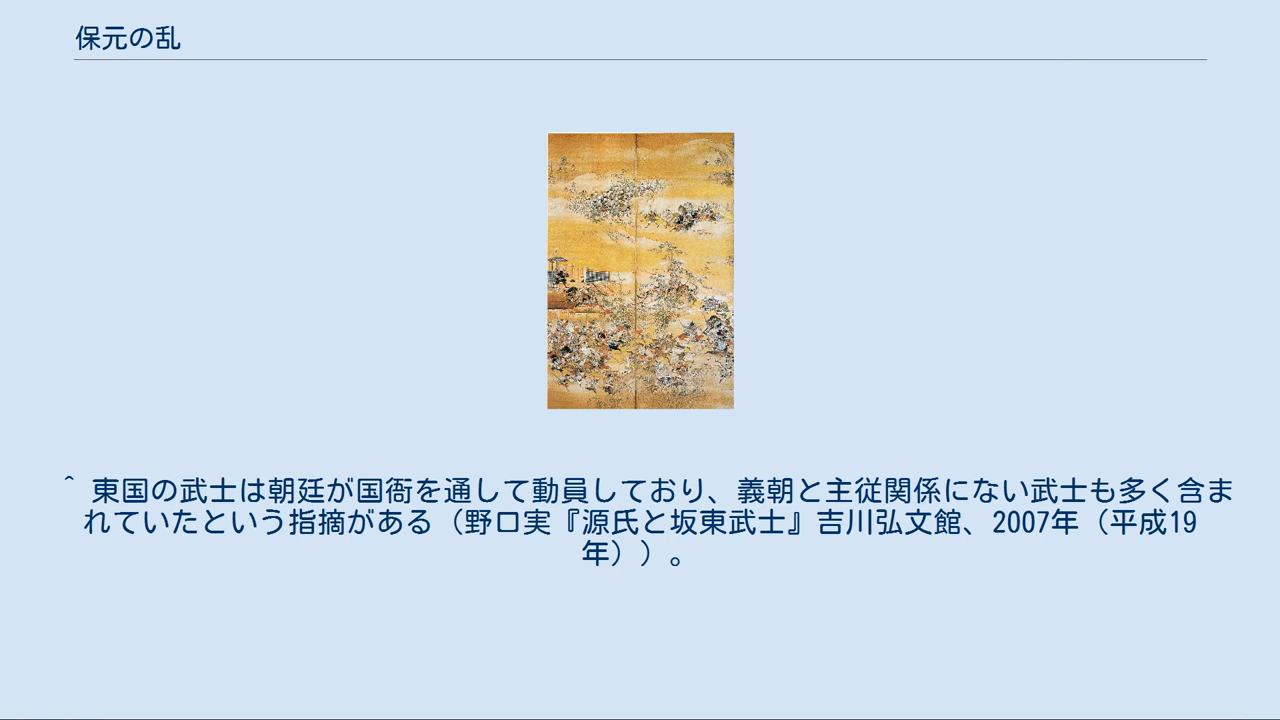 保元の乱
^ 東国の武士は朝廷が国衙を通して動員しており、義朝と主従関係にない武士も多く含ま
れていたという指摘がある（野口実『源氏と坂東武士』吉川弘文館、2007年（平成19
年））。